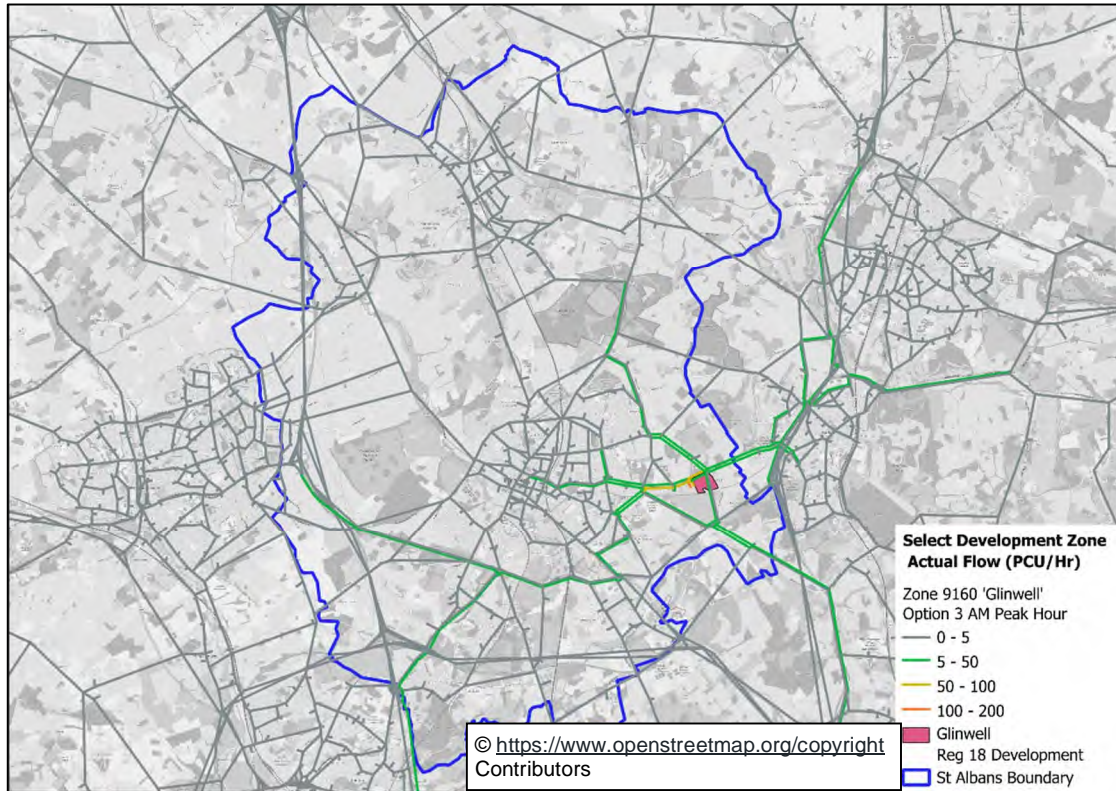 Select Development Zone
Actual Flow (PCU/Hr)
Zone 9160 'Glinwell'
Option 3 AM Peak Hour
0 - 5
5 - 50
50 - 100
100 - 200
Glinwell
Reg 18 Development
St Albans Boundary
© https://www.openstreetmap.org/copyright
Contributors